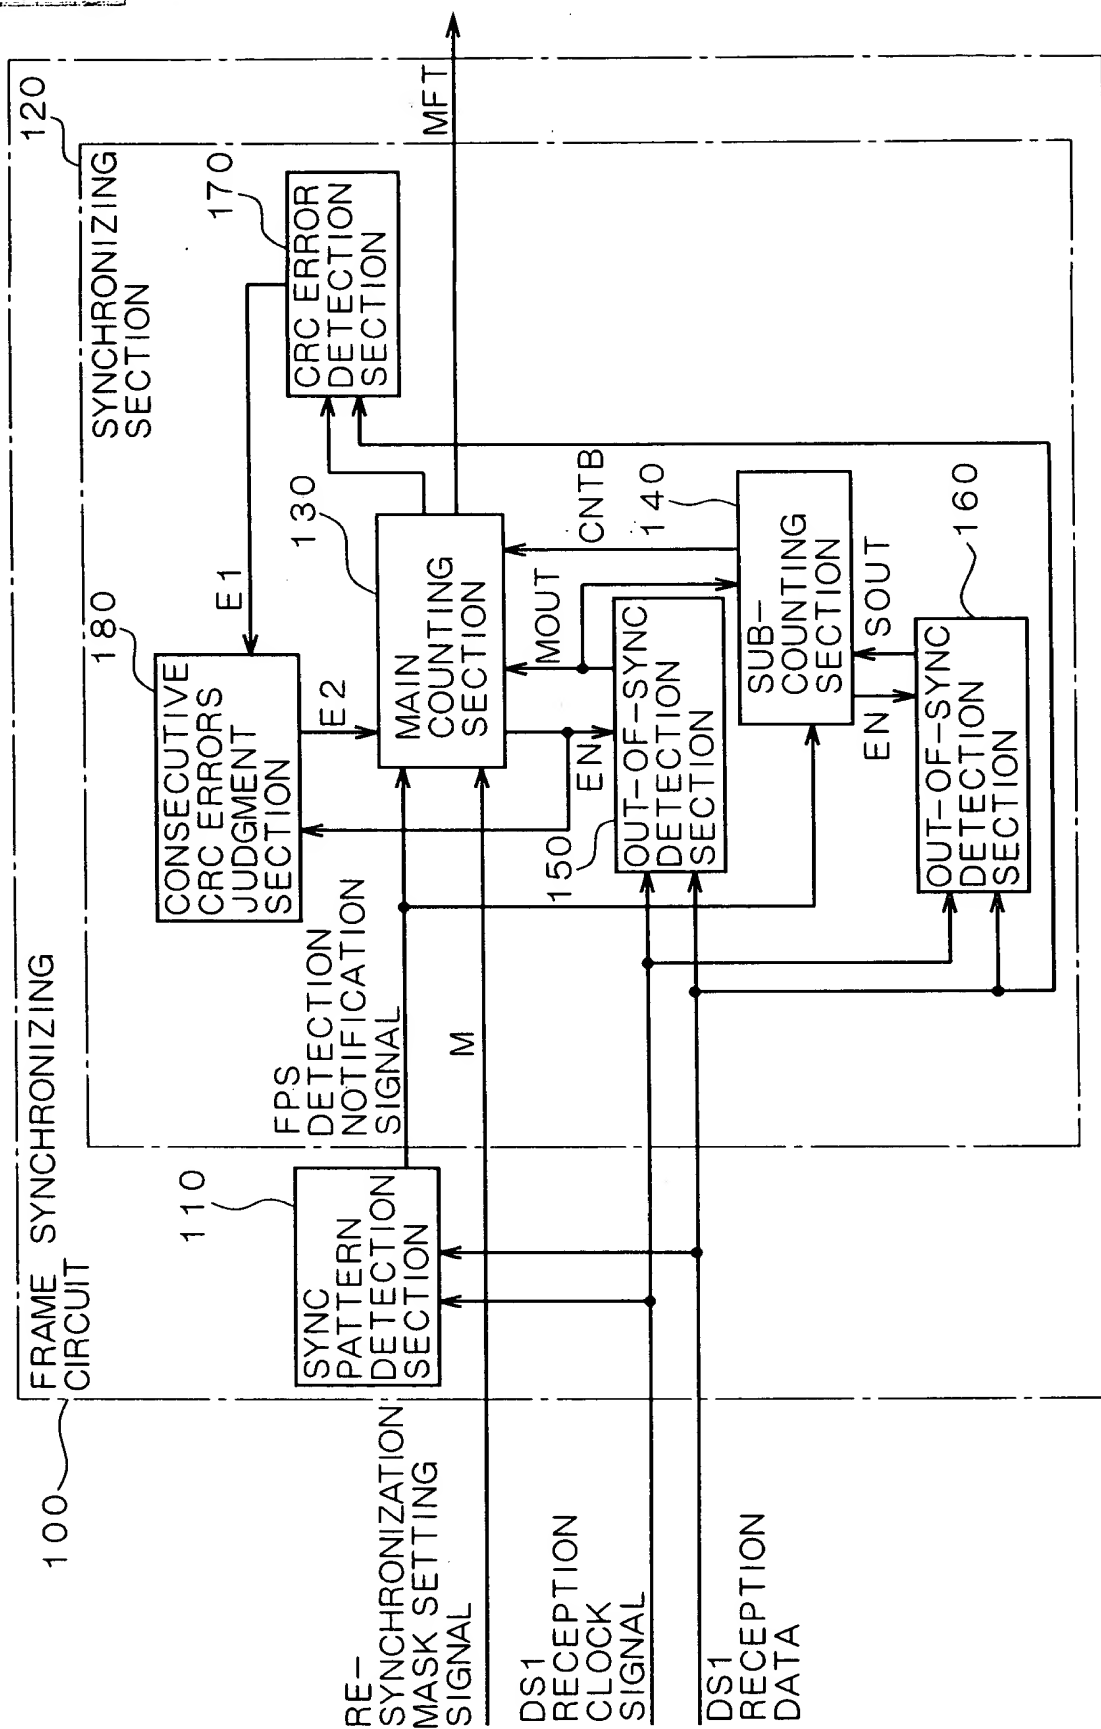 FRAME SYNCHRONIZING
CIRCUIT
100
120
SYNCHRONIZING
SECTION
110
SYNC
PATTERN
DETECTION
SECTION
FPS
DETECTION
NOTIFICATION
SIGNAL
180
CONSECUTIVE
CRC ERRORS
JUDGMENT
SECTION
E1
E2
170
CRC ERROR
DETECTION
SECTION
130
MAIN
COUNTING
SECTION
MFT
M
EN
MOUT
CNTB
150
OUT-OF-SYNC
DETECTION
SECTION
140
SUB-
COUNTING
SECTION
EN
SOUT
160
OUT-OF-SYNC
DETECTION
SECTION
RE-
SYNCHRONIZATION
MASK SETTING
SIGNAL
DS1
RECEPTION
CLOCK
SIGNAL
DS1
RECEPTION
DATA